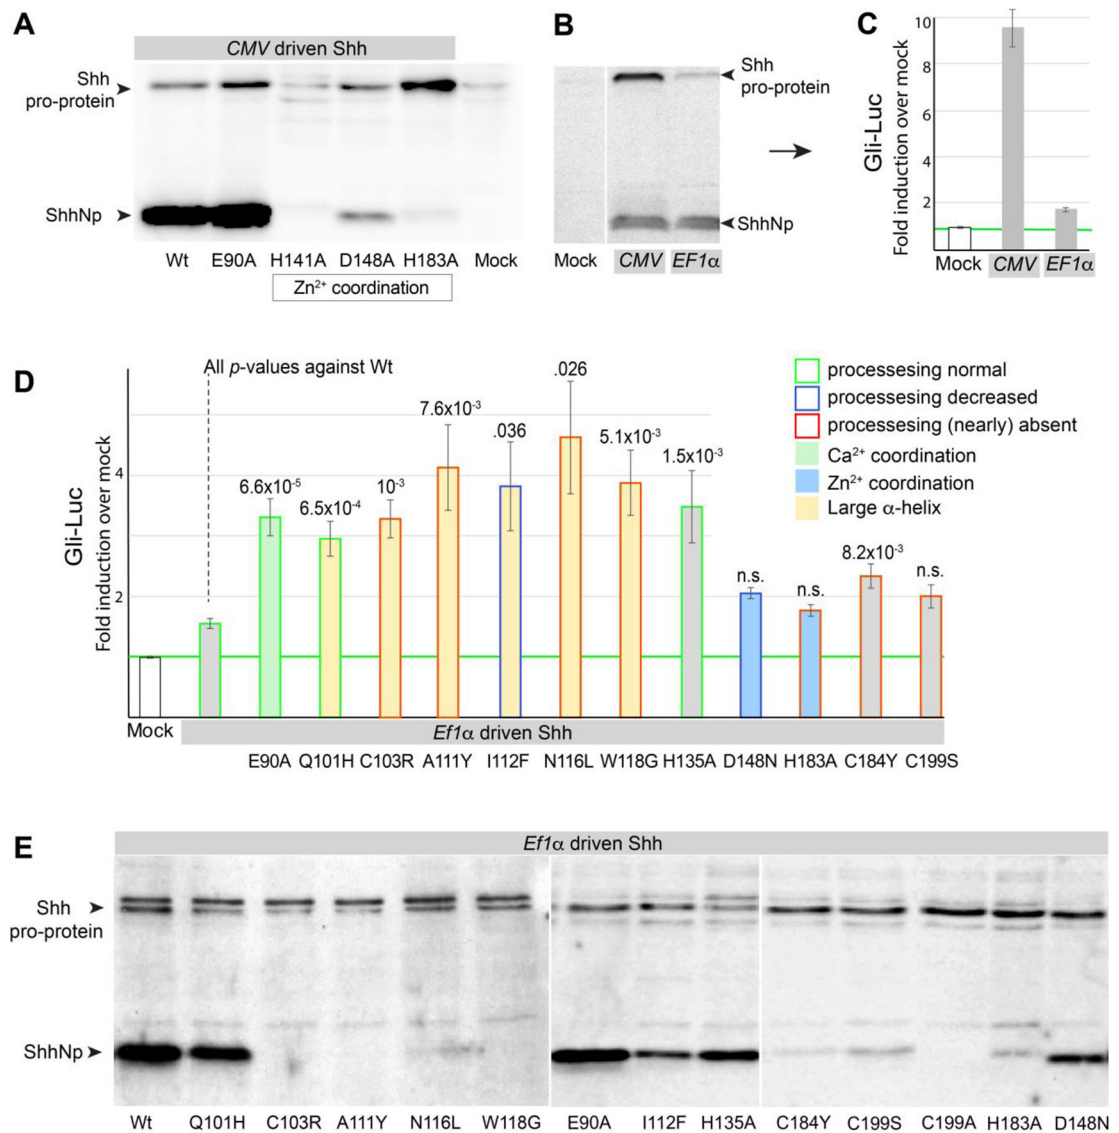 A
CMV driven Shh
Shh
pro-protein
ShhNp
Wt E90A H141A D148A H183A Mock
Zn²⁺ coordination
B
Shh
pro-protein
ShhNp
Mock CMV EF1α
C
Gli-Luc
Fold induction over mock
10
8
6
4
2
Mock CMV EF1α
D
All p-values against Wt
Gli-Luc
Fold induction over mock
4
2
6.6x10⁻⁵
6.5x10⁻⁴
10⁻³
7.6x10⁻³
.036
.026
5.1x10⁻³
1.5x10⁻³
n.s.
n.s.
8.2x10⁻³
n.s.
processesing normal
processesing decreased
processesing (nearly) absent
Ca²⁺ coordination
Zn²⁺ coordination
Large α-helix
Mock
Ef1α driven Shh
E90A Q101H C103R A111Y I112F N116L W118G H135A D148N H183A C184Y C199S
E
Ef1α driven Shh
Shh
pro-protein
ShhNp
Wt Q101H C103R A111Y N116L W118G E90A I112F H135A C184Y C199S C199A H183A D148N